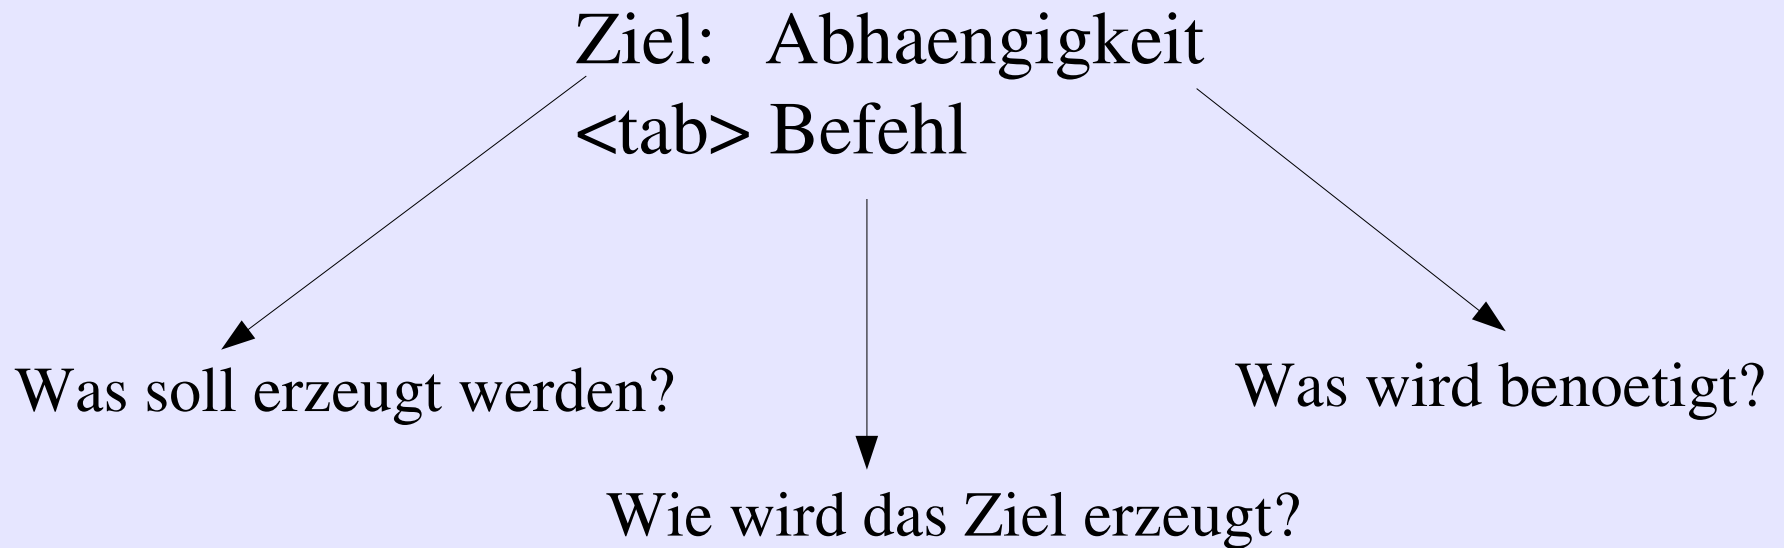 Ziel: Abhaengigkeit
<tab> Befehl
Was soll erzeugt werden?
Was wird benoetigt?
Wie wird das Ziel erzeugt?